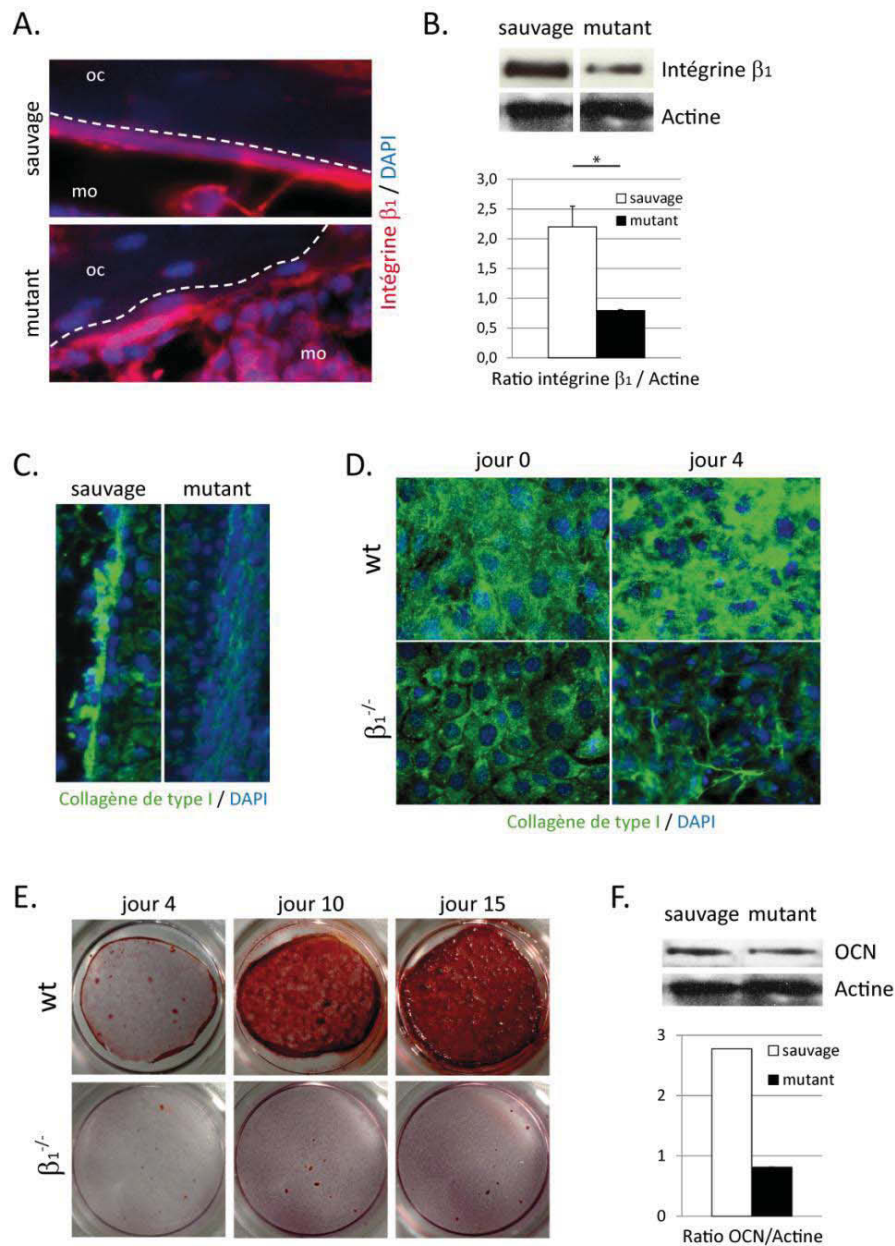 A.
oc
mo
sauvage
oc
mo
mutant
Intégrine β1 / DAPI
B.
sauvage mutant
Intégrine β1
Actine
*
3,0
2,5
2,0
1,5
1,0
0,5
0,0
sauvage
mutant
Ratio intégrine β1 / Actine
C.
sauvage mutant
Collagène de type I / DAPI
D.
jour 0 jour 4
wt
β1-/-
Collagène de type I / DAPI
E.
jour 4 jour 10 jour 15
wt
β1-/-
F.
sauvage mutant
OCN
Actine
3
2
1
0
sauvage
mutant
Ratio OCN/Actine